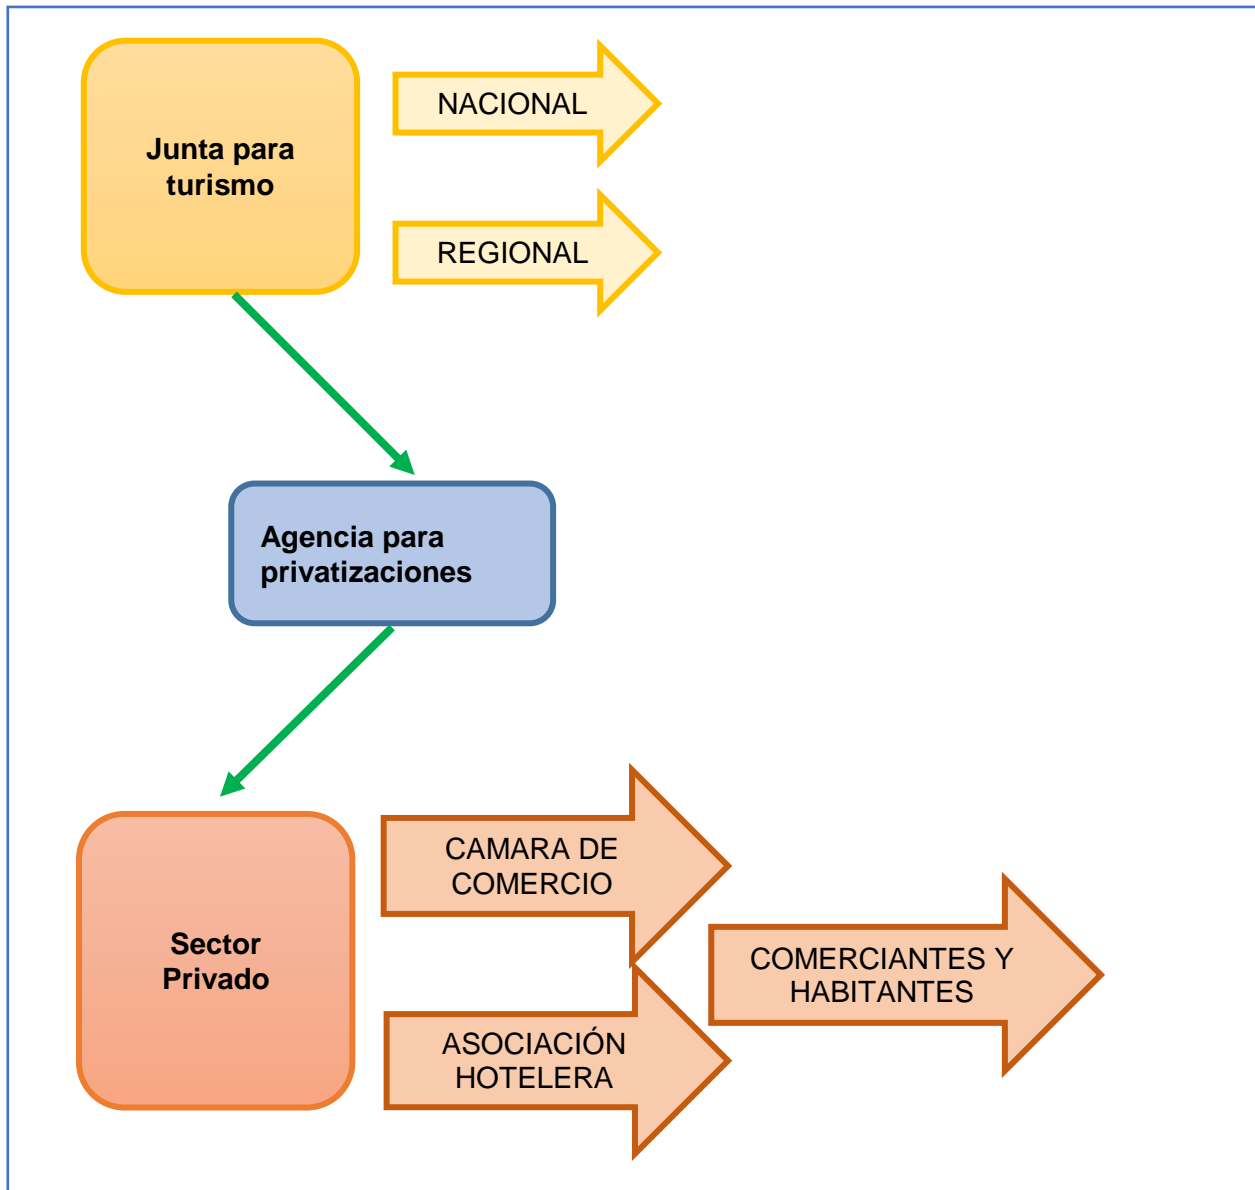 Junta para
turismo
NACIONAL
REGIONAL
Agencia para
privatizaciones
Sector
Privado
CAMARA DE
COMERCIO
ASOCIACIÓN
HOTELERA
COMERCIANTES Y
HABITANTES